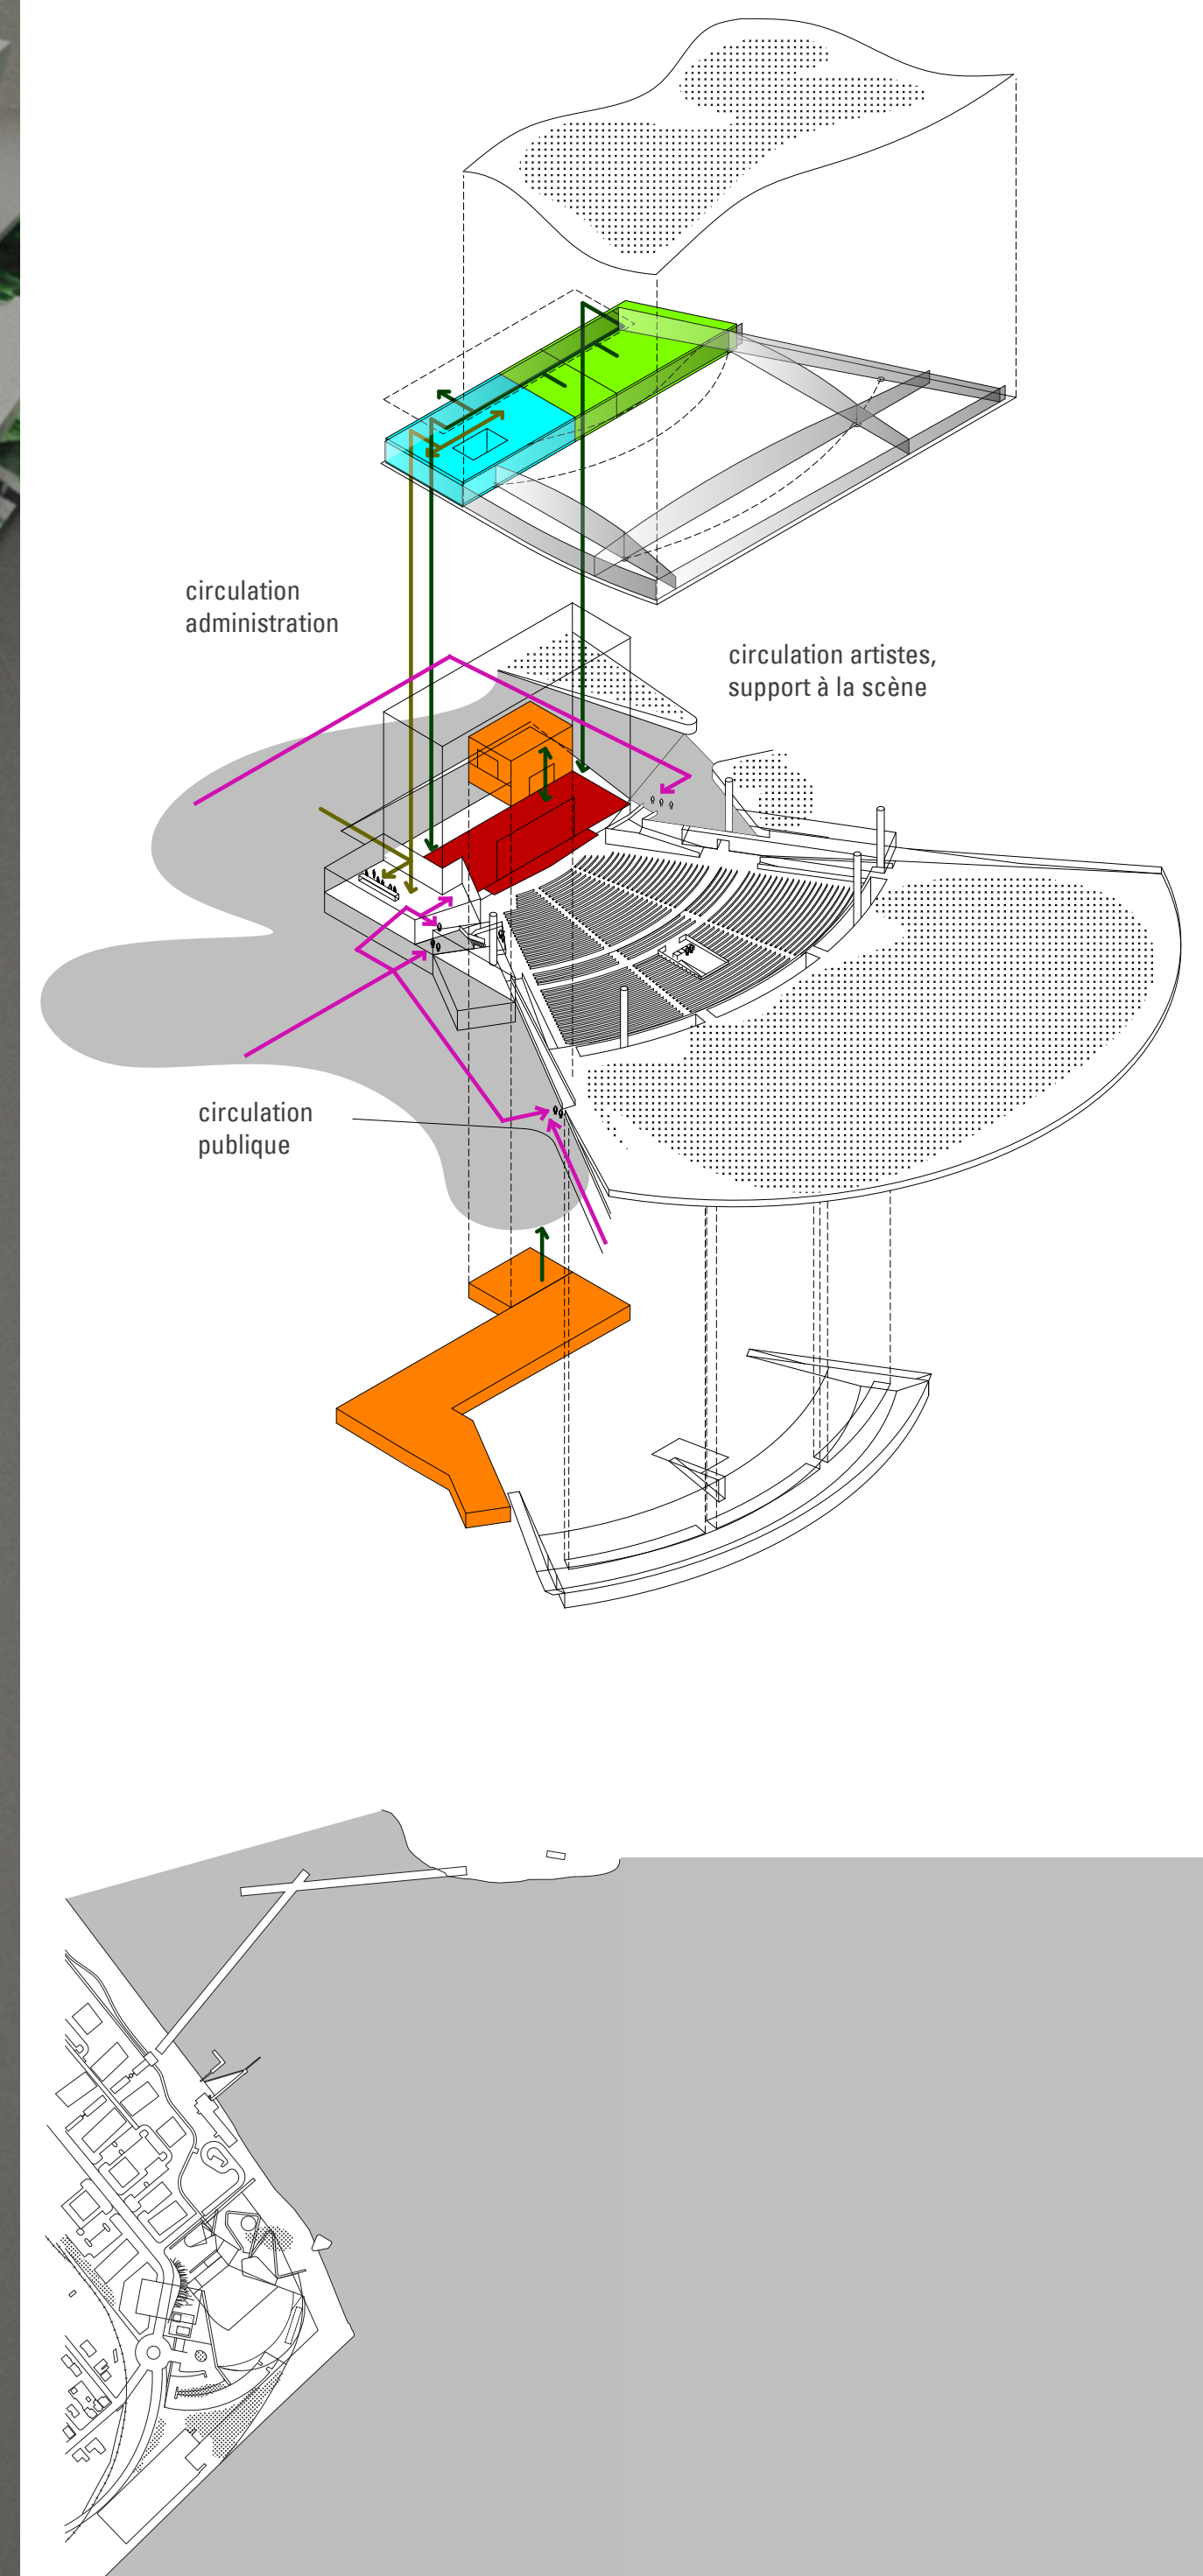 circulation
administration
circulation artistes,
support à la scène
circulation
publique